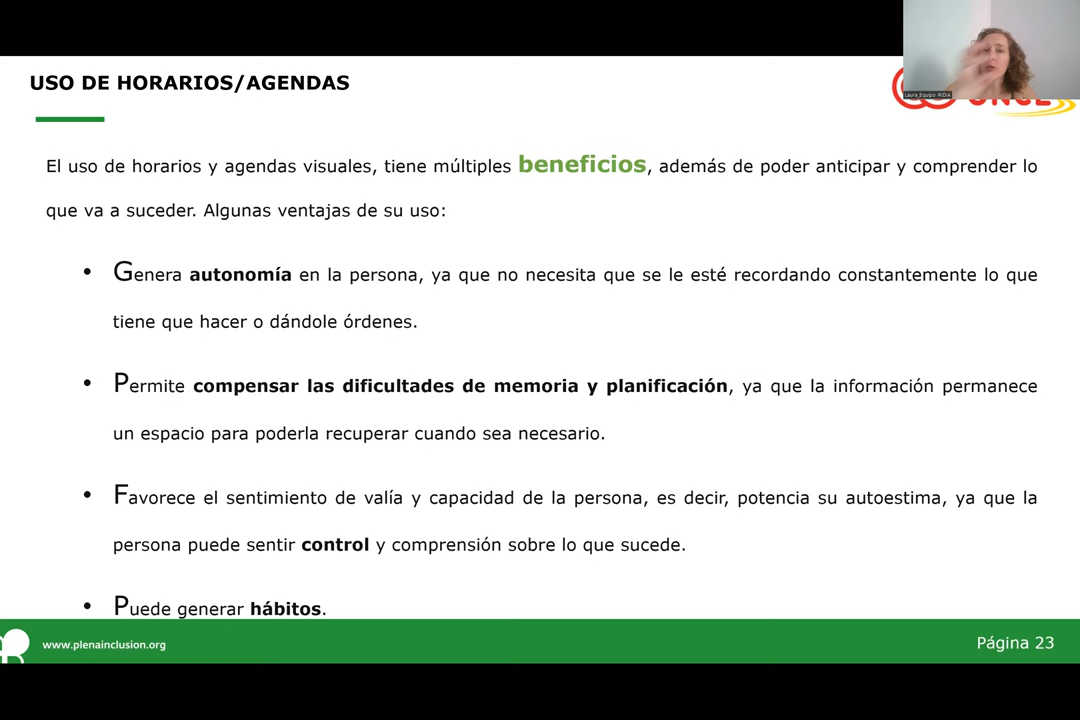 USO DE HORARIOS/AGENDAS
Laura_Equipo IRIDIA
El uso de horarios y agendas visuales, tiene múltiples beneficios, además de poder anticipar y comprender lo
que va a suceder. Algunas ventajas de su uso:
• Genera autonomía en la persona, ya que no necesita que se le esté recordando constantemente lo que
tiene que hacer o dándole órdenes.
• Permite compensar las dificultades de memoria y planificación, ya que la información permanece
un espacio para poderla recuperar cuando sea necesario.
• Favorece el sentimiento de valía y capacidad de la persona, es decir, potencia su autoestima, ya que la
persona puede sentir control y comprensión sobre lo que sucede.
• Puede generar hábitos.
www.plenainclusion.org
Página 23